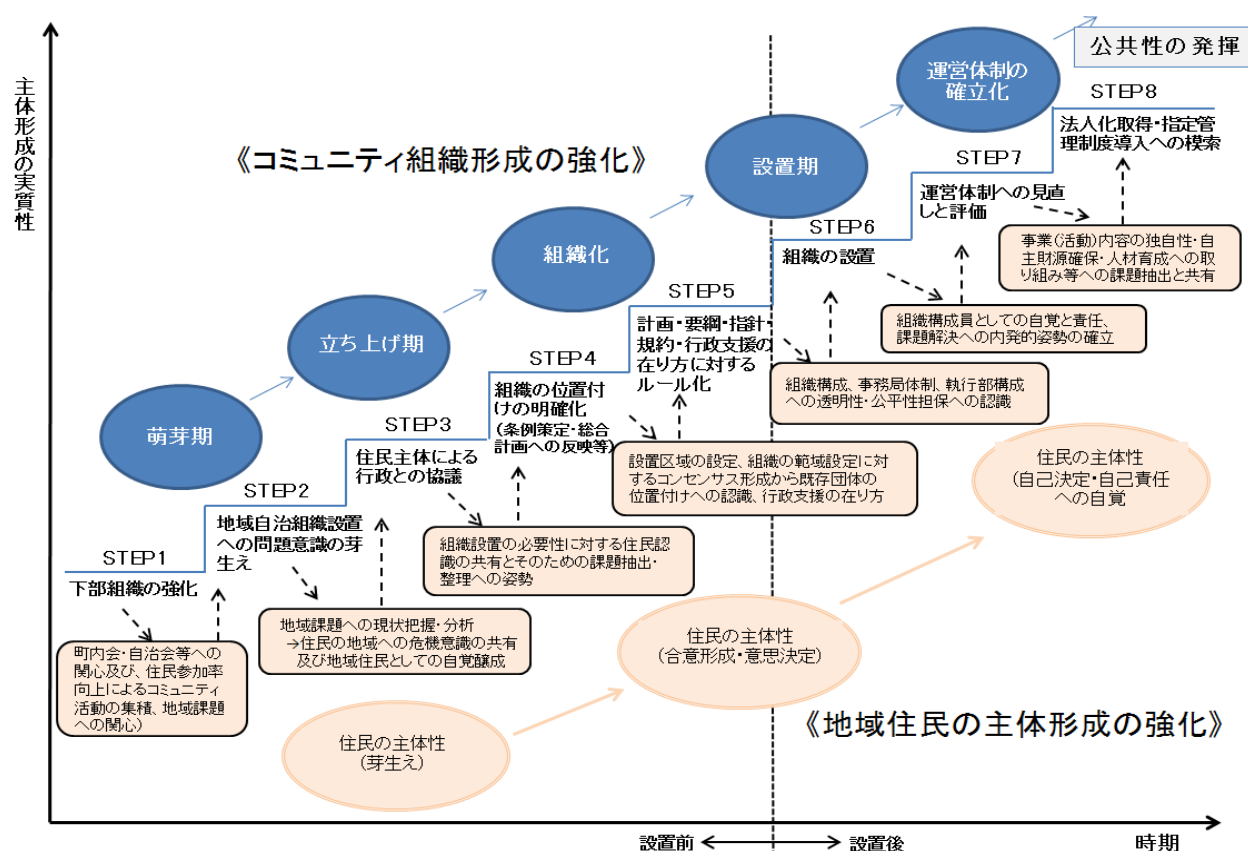 主体形成の実質性
公共性の発揮
運営体制の
確立化
設置期
組織化
立ち上げ期
萌芽期
《コミュニティ組織形成の強化》
STEP8
法人化取得・指定管
理制度導入への模索
STEP7
運営体制への見直
しと評価
STEP6
組織の設置
STEP5
計画・要綱・指針・
規約・行政支援の
在り方に対する
ルール化
STEP4
組織の位置付
けの明確化
(条例策定・総合
計画への反映等)
STEP3
住民主体による
行政との協議
STEP2
地域自治組織設置
への問題意識の芽
生え
STEP1
下部組織の強化
事業(活動)内容の独自性・自
主財源確保・人材育成への取
り組み等への課題抽出と共有
組織構成員としての自覚と責任、
課題解決への内発的姿勢の確立
組織構成、事務局体制、執行部構成
への透明性・公平性担保への認識
設置区域の設定、組織の範域設定に対
するコンセンサス形成から既存団体の
位置付けへの認識、行政支援の在り方
組織設置の必要性に対する住民認
識の共有とそのための課題抽出・
整理への姿勢
地域課題への現状把握・分析
→住民の地域への危機意識の共有
及び地域住民としての自覚醸成
町内会・自治会等への
関心及び、住民参加率
向上によるコミュニティ
活動の集積、地域課題
への関心)
住民の主体性
(自己決定・自己責任
への自覚
住民の主体性
(合意形成・意思決定)
住民の主体性
(芽生え)
《地域住民の主体形成の強化》
設置前
設置後
時期